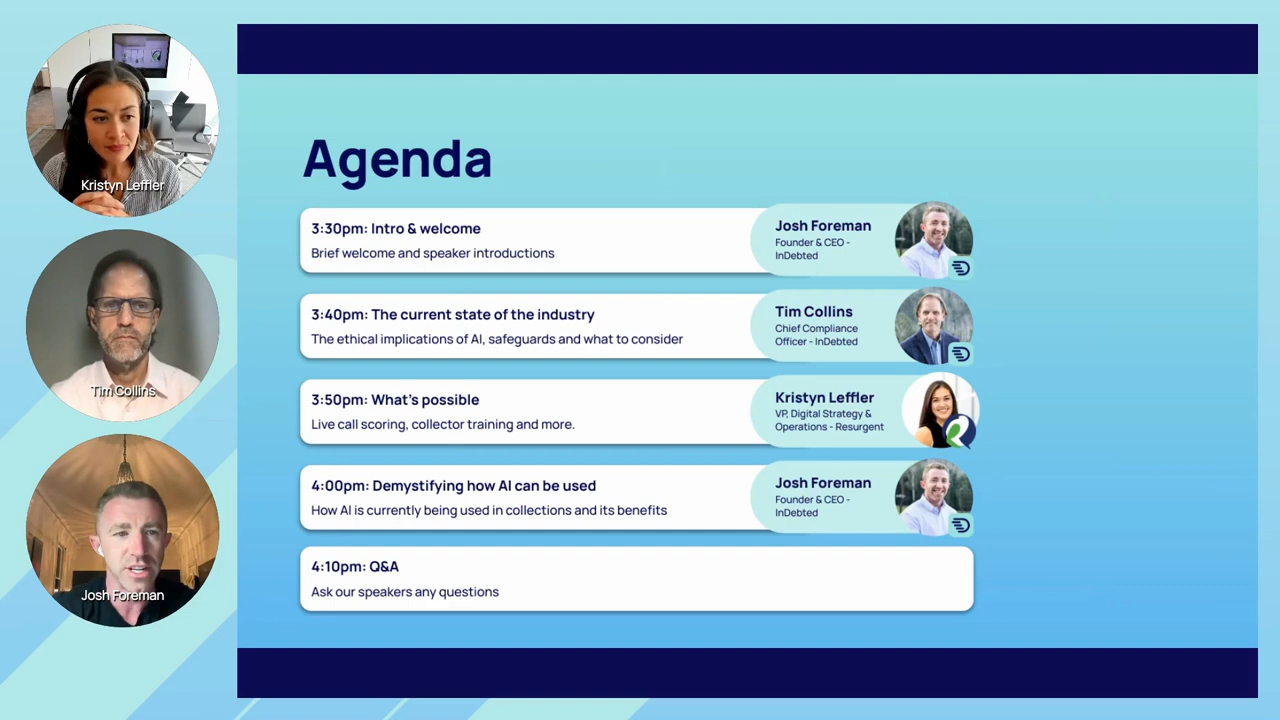 Kristyn Leffler
Tim Collins
Josh Foreman
Agenda
3:30pm: Intro & welcome
Brief welcome and speaker introductions
Josh Foreman
Founder & CEO -
InDebted
3:40pm: The current state of the industry
The ethical implications of AI, safeguards and what to consider
Tim Collins
Chief Compliance
Officer - InDebted
3:50pm: What's possible
Live call scoring, collector training and more.
Kristyn Leffler
VP, Digital Strategy &
Operations - Resurgent
4:00pm: Demystifying how AI can be used
How AI is currently being used in collections and its benefits
Josh Foreman
Founder & CEO -
InDebted
4:10pm: Q&A
Ask our speakers any questions